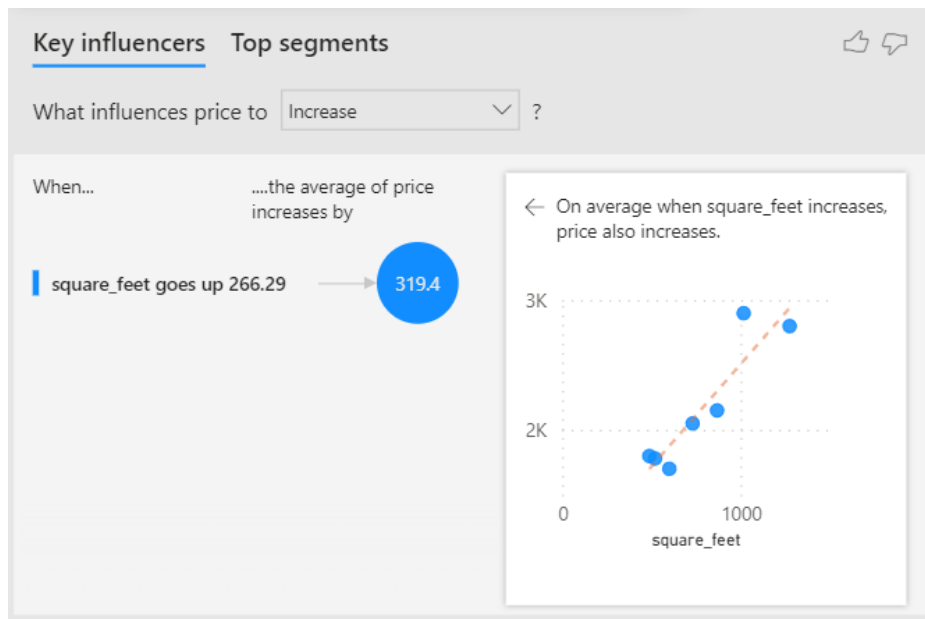 Key influencers Top segments
What influences price to Increase ?
When...
....the average of price
increases by
square_feet goes up 266.29
319.4
On average when square_feet increases,
price also increases.
3K
2K
0 1000
square_feet